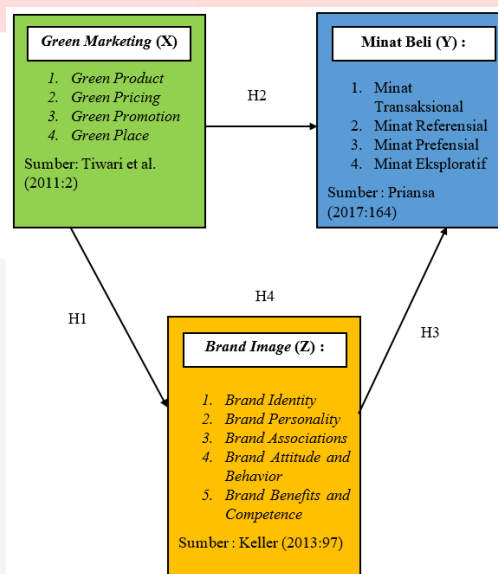 Green Marketing (X)
1. Green Product
2. Green Pricing
3. Green Promotion
4. Green Place
Sumber: Tiwari et al.
(2011:2)
H2
Minat Beli (Y) :
1. Minat
Transaksional
2. Minat Referensial
3. Minat Prefensial
4. Minat Eksploratif
Sumber : Priansa
(2017:164)
H1
H4
H3
Brand Image (Z) :
1. Brand Identity
2. Brand Personality
3. Brand Associations
4. Brand Attitude and
Behavior
5. Brand Benefits and
Competence
Sumber : Keller (2013:97)